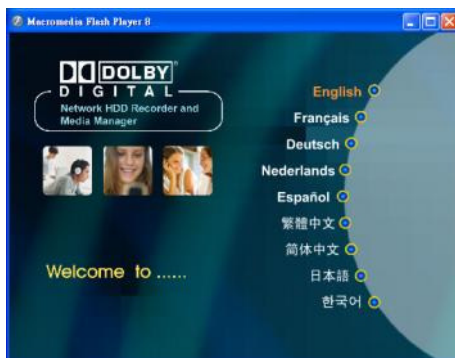 Macromedia Flash Player 8
DOLBY
DIGITAL
Network HDD Recorder and
Media Manager
Welcome to ......
English
Français
Deutsch
Nederlands
Español
繁體中文
简体中文
日本語
한국어